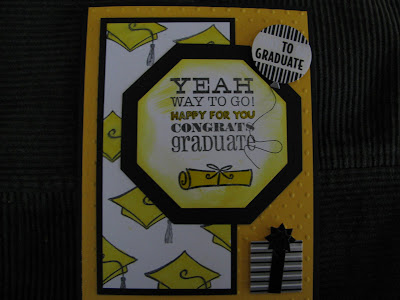 TO
GRADUATE
YEAH
WAY TO GO!
HAPPY FOR YOU
CONGRATS
graduate